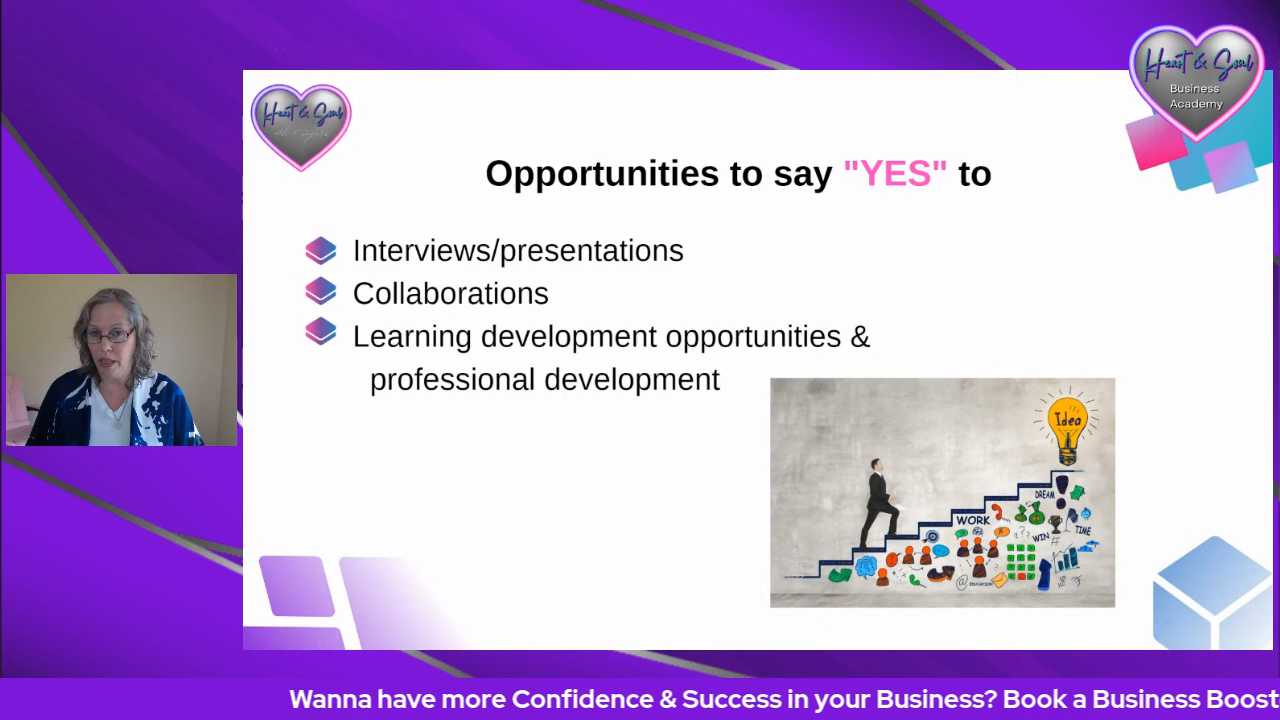 Heart & Soul
Business
Academy
Heart & Soul
Opportunities to say "YES" to
Interviews/presentations
Collaborations
Learning development opportunities &
professional development
Idea
DREAM
WORK
WIN
TIME
Wanna have more Confidence & Success in your Business? Book a Business Boost